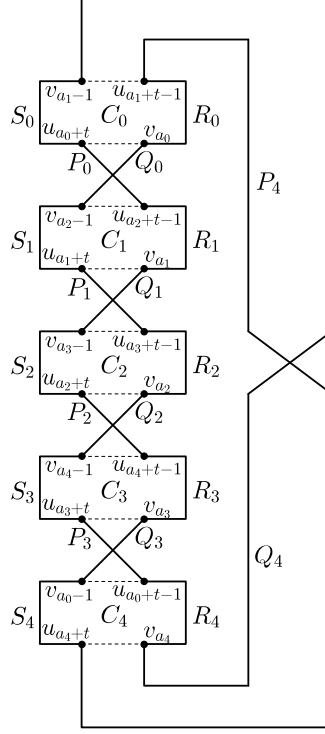 v_{a_1-1} u_{a_1+t-1}
S_0 C_0 R_0
u_{a_0+t} v_{a_0}
P_0 Q_0
P_4
v_{a_2-1} u_{a_2+t-1}
S_1 C_1 R_1
u_{a_1+t} v_{a_1}
P_1 Q_1
v_{a_3-1} u_{a_3+t-1}
S_2 C_2 R_2
u_{a_2+t} v_{a_2}
P_2 Q_2
v_{a_4-1} u_{a_4+t-1}
S_3 C_3 R_3
u_{a_3+t} v_{a_3}
P_3 Q_3
Q_4
v_{a_0-1} u_{a_0+t-1}
S_4 C_4 R_4
u_{a_4+t} v_{a_4}